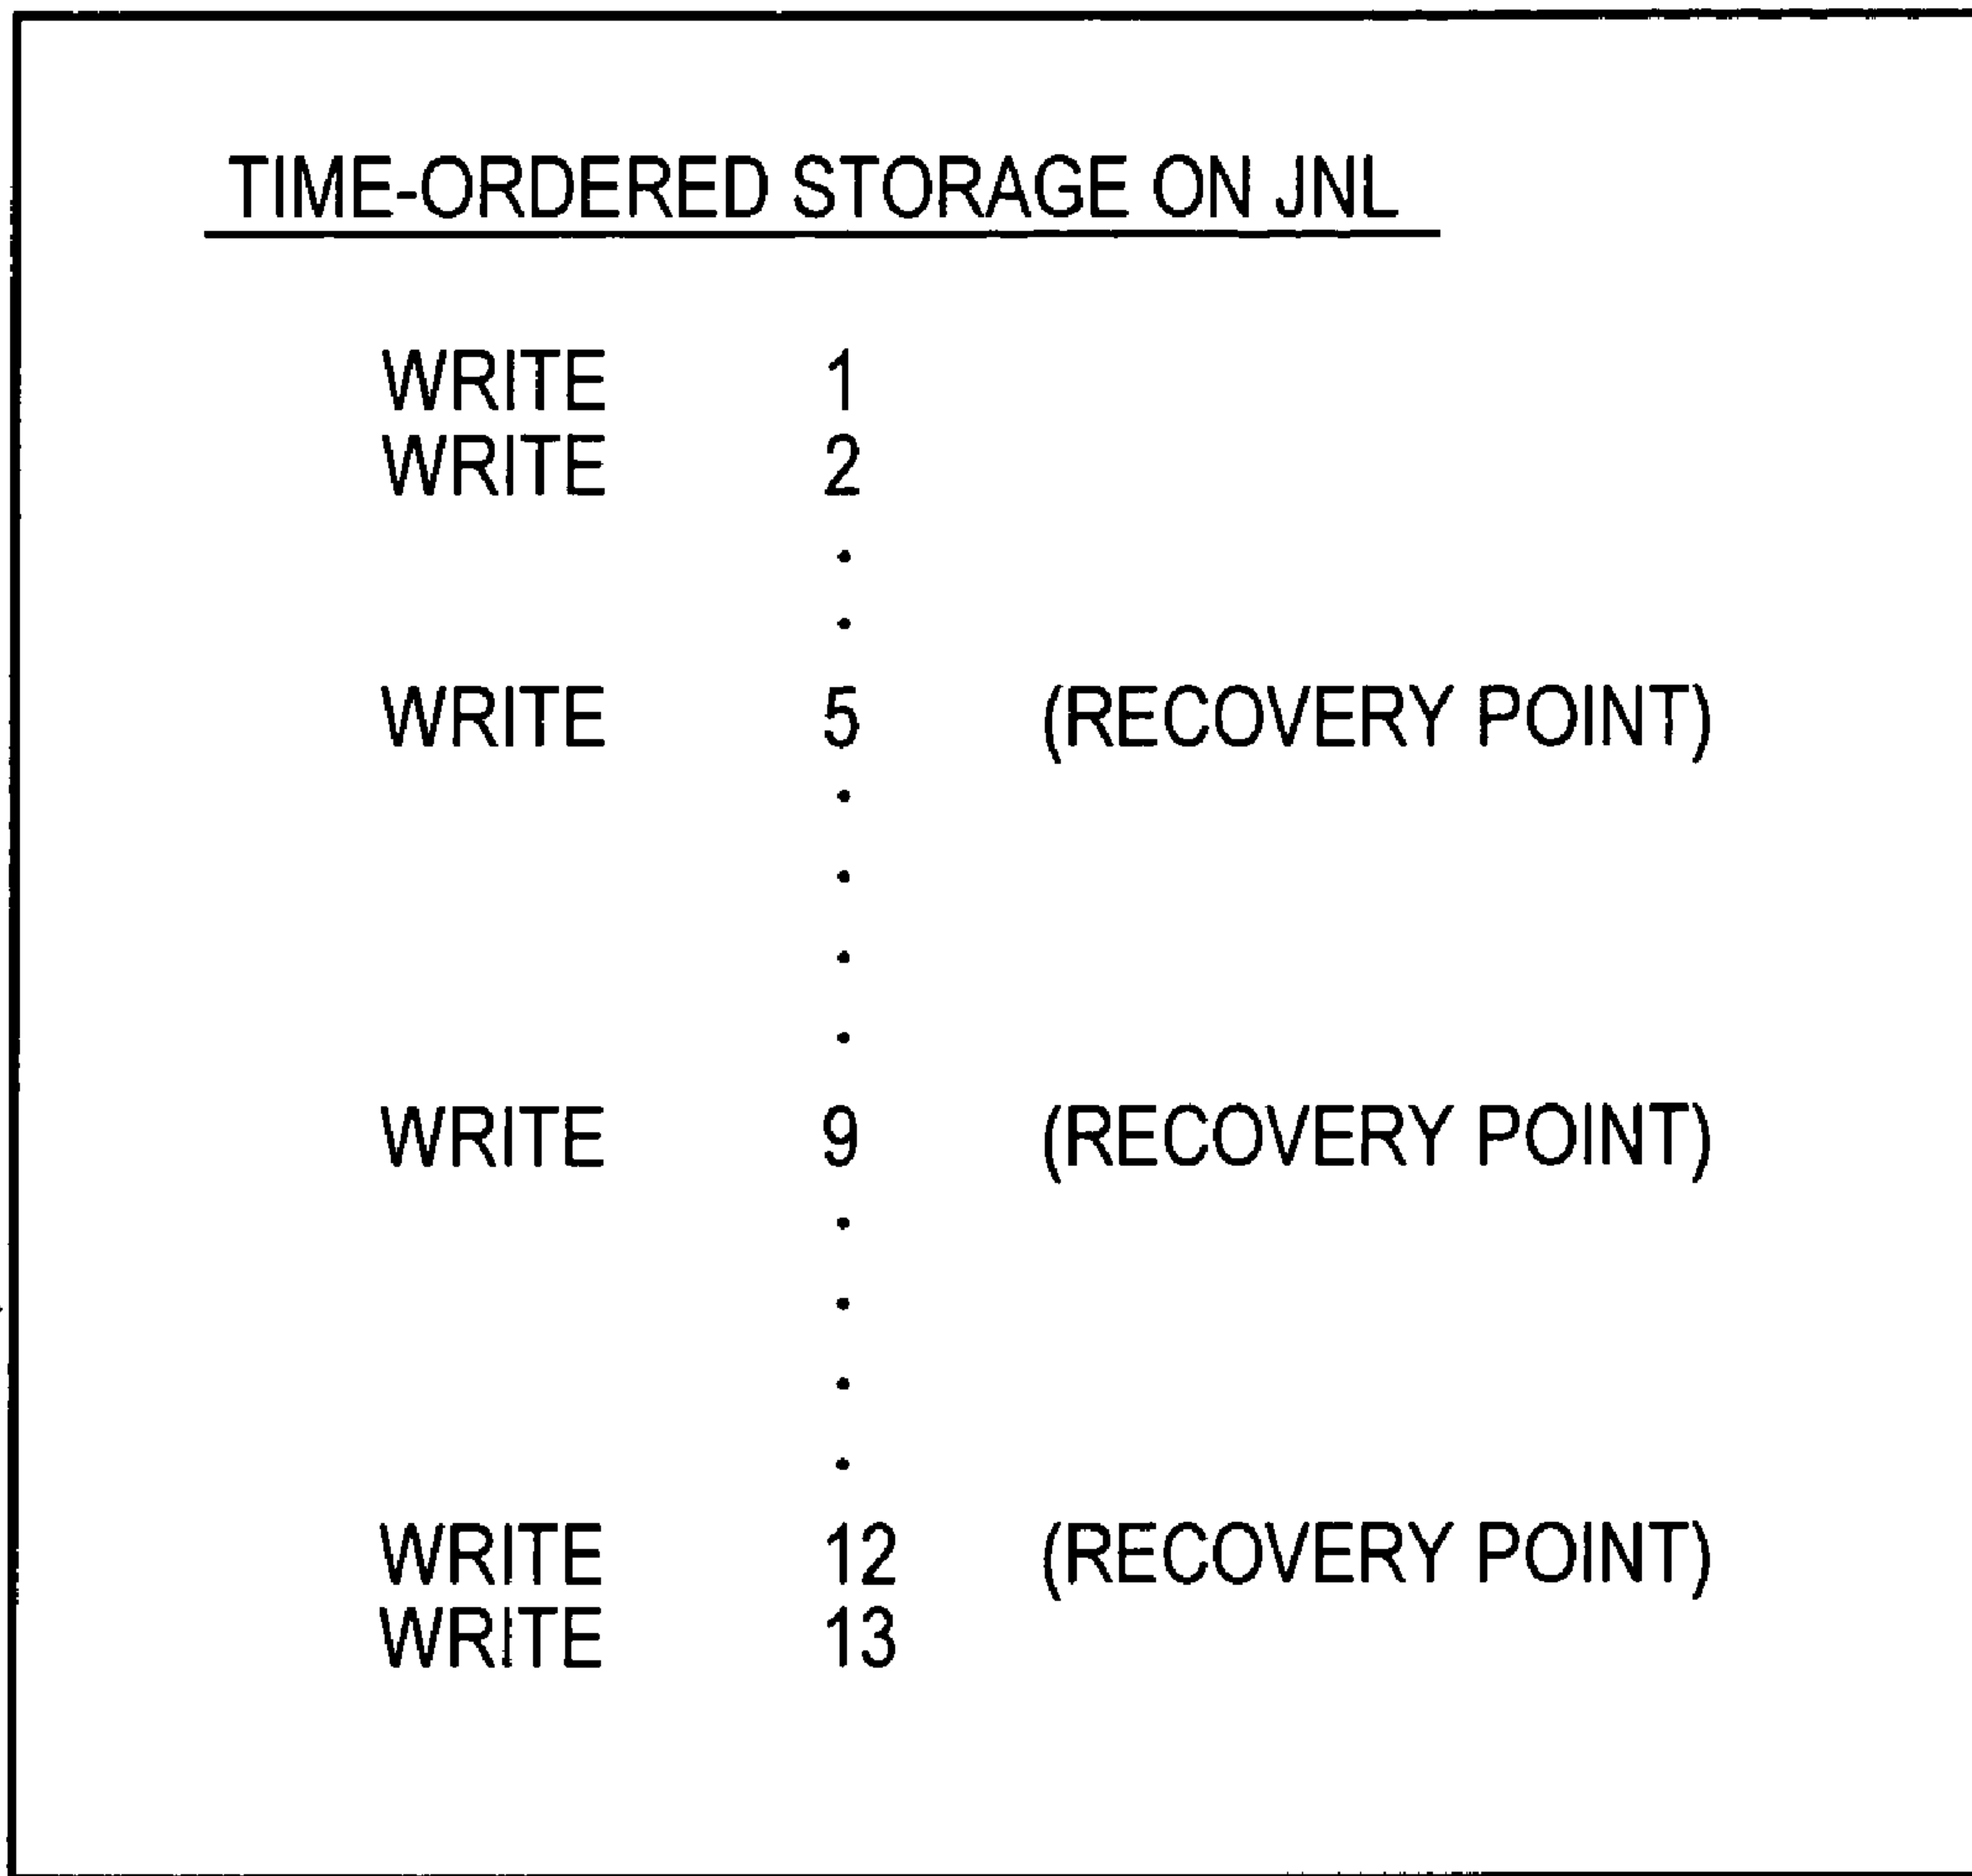 TIME-ORDERED STORAGE ON JNL
WRITE 1
WRITE 2
.
.
WRITE 5 (RECOVERY POINT)
.
.
.
.
WRITE 9 (RECOVERY POINT)
.
.
.
.
WRITE 12 (RECOVERY POINT)
WRITE 13